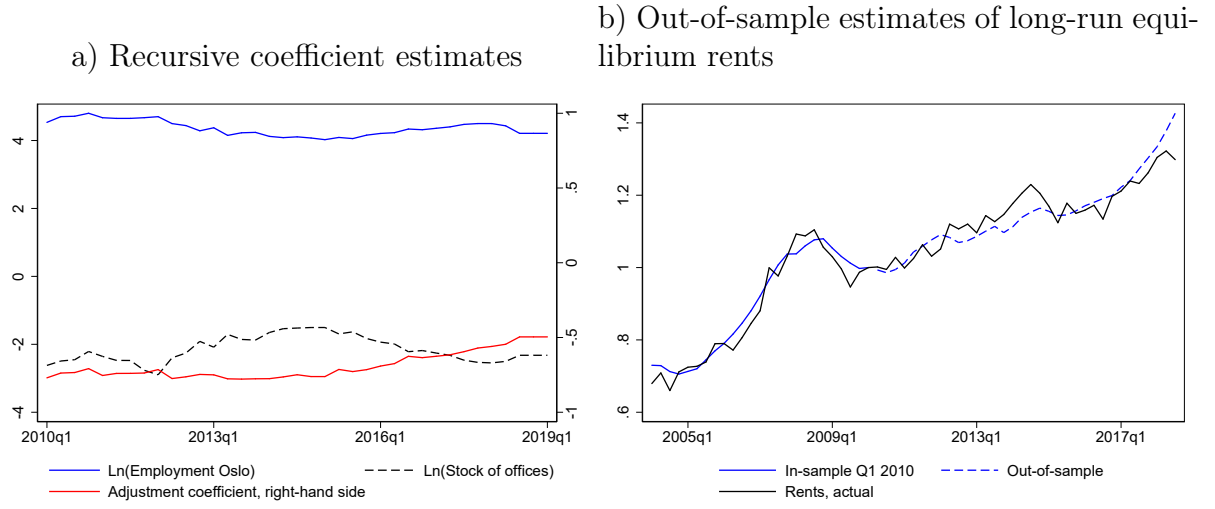 a) Recursive coefficient estimates
4
2
0
-2
-4
1
.5
0
-.5
-1
2010q1
2013q1
2016q1
2019q1
Ln(Employment Oslo)
Ln(Stock of offices)
Adjustment coefficient, right-hand side
b) Out-of-sample estimates of long-run equi-
librium rents
1.4
1.2
1
.8
.6
2005q1
2009q1
2013q1
2017q1
In-sample Q1 2010
Out-of-sample
Rents, actual